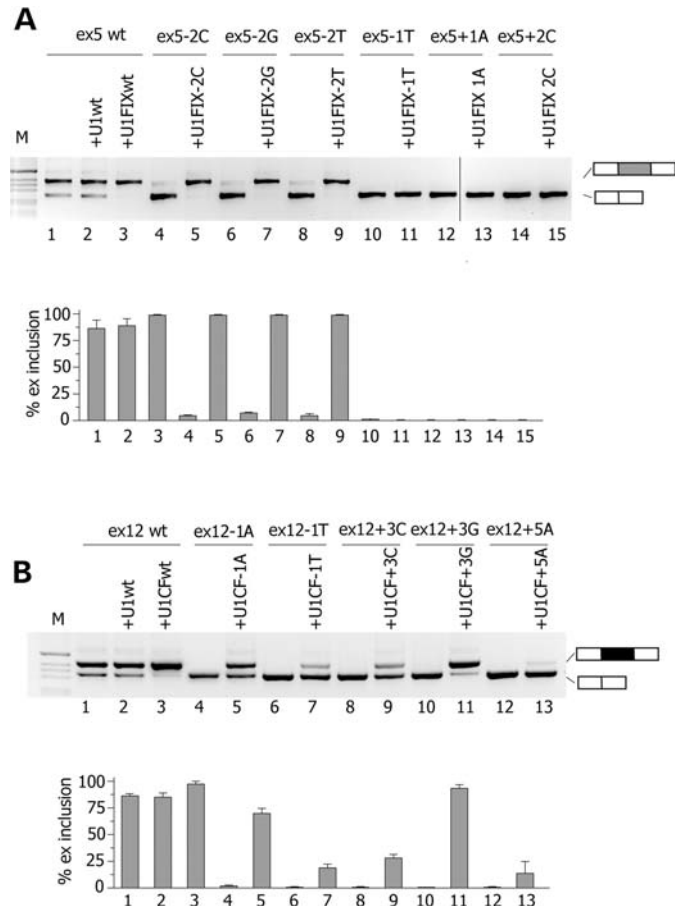 A
ex5 wt ex5-2C ex5-2G ex5-2T ex5-1T ex5+1A ex5+2C
M +U1wt +U1FIXwt +U1FIX-2C +U1FIX-2G +U1FIX-2T +U1FIX-1T +U1FIX 1A +U1FIX 2C
1 2 3 4 5 6 7 8 9 10 11 12 13 14 15
% ex inclusion
100
75
50
25
0
1 2 3 4 5 6 7 8 9 10 11 12 13 14 15
ex12 wt ex12-1A ex12-1T ex12+3C ex12+3G ex12+5A
B
M +U1wt +U1CFwt +U1CF-1A +U1CF-1T +U1CF+3C +U1CF+3G +U1CF+5A
1 2 3 4 5 6 7 8 9 10 11 12 13
% ex inclusion
100
75
50
25
0
1 2 3 4 5 6 7 8 9 10 11 12 13